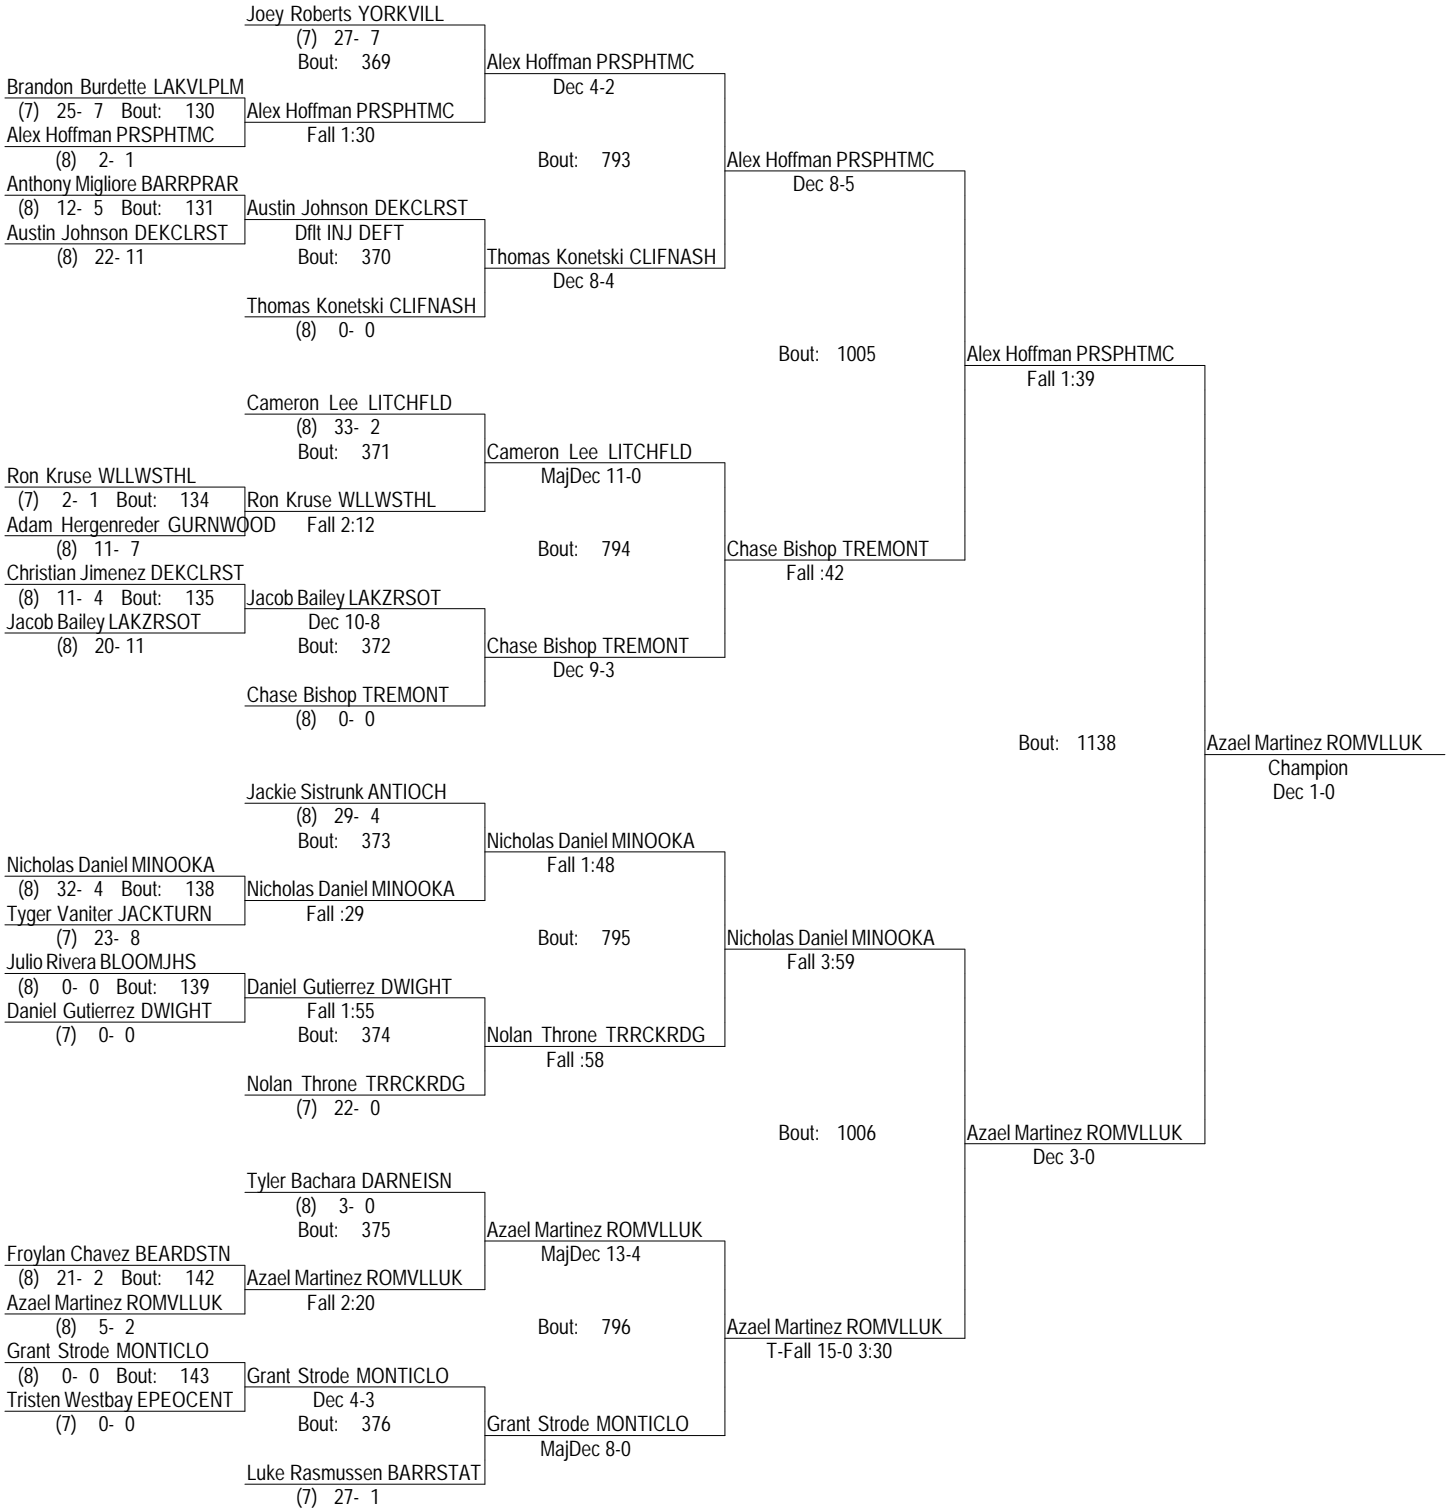 Joey Roberts YORKVILL
(7) 27- 7
Bout: 369
Alex Hoffman PRSPHTMC
Dec 4-2
Brandon Burdette LAKVLPLM
(7) 25- 7 Bout: 130
Alex Hoffman PRSPHTMC
Alex Hoffman PRSPHTMC
Fall 1:30
(8) 2- 1
Bout: 793
Alex Hoffman PRSPHTMC
Dec 8-5
Anthony Migliore BARRPRAR
(8) 12- 5 Bout: 131
Austin Johnson DEKCLRST
Austin Johnson DEKCLRST
Dflt INJ DEFT
(8) 22- 11
Bout: 370
Thomas Konetski CLIFNASH
Dec 8-4
Thomas Konetski CLIFNASH
(8) 0- 0
Bout: 1005
Alex Hoffman PRSPHTMC
Fall 1:39
Cameron Lee LITCHFLD
(8) 33- 2
Bout: 371
Cameron Lee LITCHFLD
MajDec 11-0
Ron Kruse WLLWSTHL
(7) 2- 1 Bout: 134
Ron Kruse WLLWSTHL
Adam Hergenreder GURNWOOD
Fall 2:12
(8) 11- 7
Bout: 794
Chase Bishop TREMONT
Fall :42
Christian Jimenez DEKCLRST
(8) 11- 4 Bout: 135
Jacob Bailey LAKZRSOT
Jacob Bailey LAKZRSOT
Dec 10-8
(8) 20- 11
Bout: 372
Chase Bishop TREMONT
Dec 9-3
Chase Bishop TREMONT
(8) 0- 0
Bout: 1138
Azael Martinez ROMVLLUK
Champion
Dec 1-0
Jackie Sistrunk ANTIOCH
(8) 29- 4
Bout: 373
Nicholas Daniel MINOOKA
Fall 1:48
Nicholas Daniel MINOOKA
(8) 32- 4 Bout: 138
Nicholas Daniel MINOOKA
Tyger Vaniter JACKTURN
Fall :29
(7) 23- 8
Bout: 795
Nicholas Daniel MINOOKA
Fall 3:59
Julio Rivera BLOOMJHS
(8) 0- 0 Bout: 139
Daniel Gutierrez DWIGHT
Daniel Gutierrez DWIGHT
Fall 1:55
(7) 0- 0
Bout: 374
Nolan Throne TRRCKRDG
Fall :58
Nolan Throne TRRCKRDG
(7) 22- 0
Bout: 1006
Azael Martinez ROMVLLUK
Dec 3-0
Tyler Bachara DARNEISN
(8) 3- 0
Bout: 375
Azael Martinez ROMVLLUK
MajDec 13-4
Froylan Chavez BEARDSTN
(8) 21- 2 Bout: 142
Azael Martinez ROMVLLUK
Azael Martinez ROMVLLUK
Fall 2:20
(8) 5- 2
Bout: 796
Azael Martinez ROMVLLUK
T-Fall 15-0 3:30
Grant Strode MONTICLO
(8) 0- 0 Bout: 143
Grant Strode MONTICLO
Tristen Westbay EPEOCENT
Dec 4-3
(7) 0- 0
Bout: 376
Grant Strode MONTICLO
MajDec 8-0
Luke Rasmussen BARRSTAT
(7) 27- 1